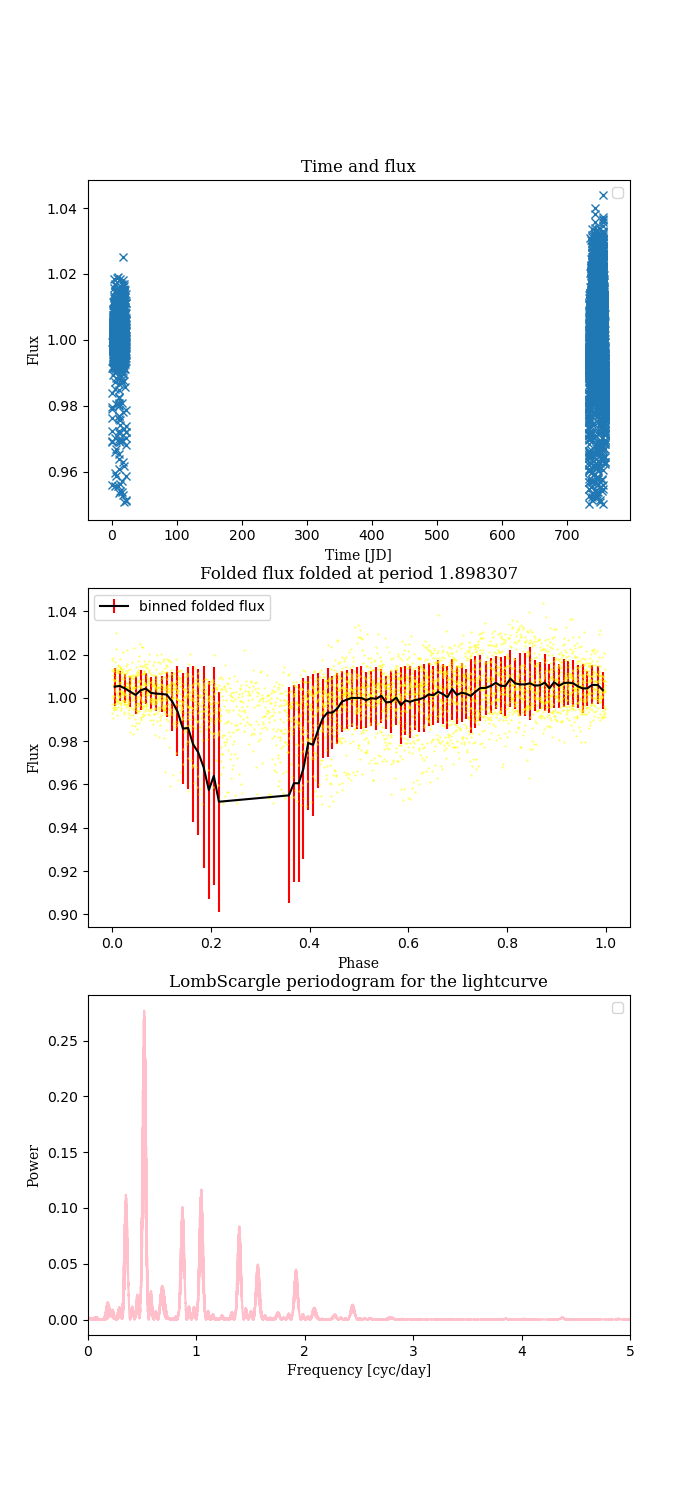 Time and flux
1.04
1.02
1.00
0.98
0.96
Flux
0 100 200 300 400 500 600 700
Time [JD]
Folded flux folded at period 1.898307
binned folded flux
1.04
1.02
1.00
0.98
0.96
0.94
0.92
0.90
Flux
0.0 0.2 0.4 0.6 0.8 1.0
Phase
LombScargle periodogram for the lightcurve
0.25
0.20
0.15
0.10
0.05
0.00
Power
0 1 2 3 4 5
Frequency [cyc/day]